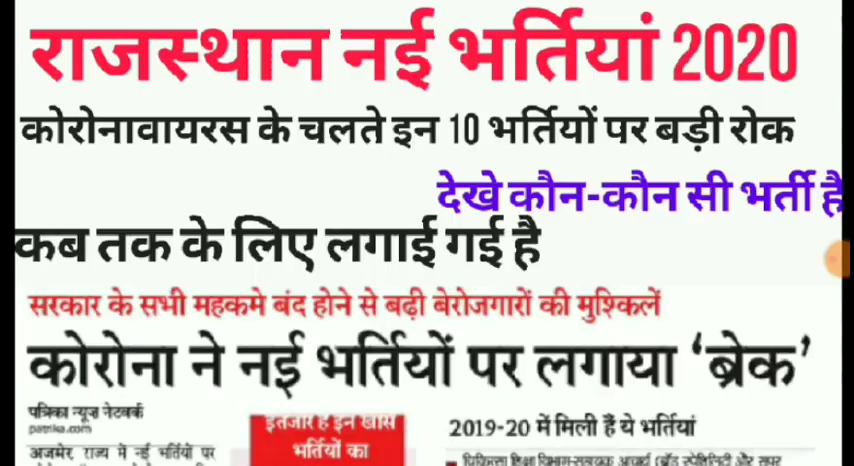 राजस्थान नई भर्तियां 2020
कोरोनावायरस के चलते इन 10 भर्तियों पर बड़ी रोक
देखे कौन-कौन सी भर्ती है
कब तक के लिए लगाई गई है
सरकार के सभी महकमे बंद होने से बढ़ी बेरोजगारों की मुश्किलें
कोरोना ने नई भर्तियों पर लगाया 'ब्रेक'
पत्रिका न्यूज नेटवर्क
patrika.com
अजमेर. राज्य में नई भर्तियों पर
इंतजार है इन खास
भर्तियों का
2019-20 में मिली हैं ये भर्तियां